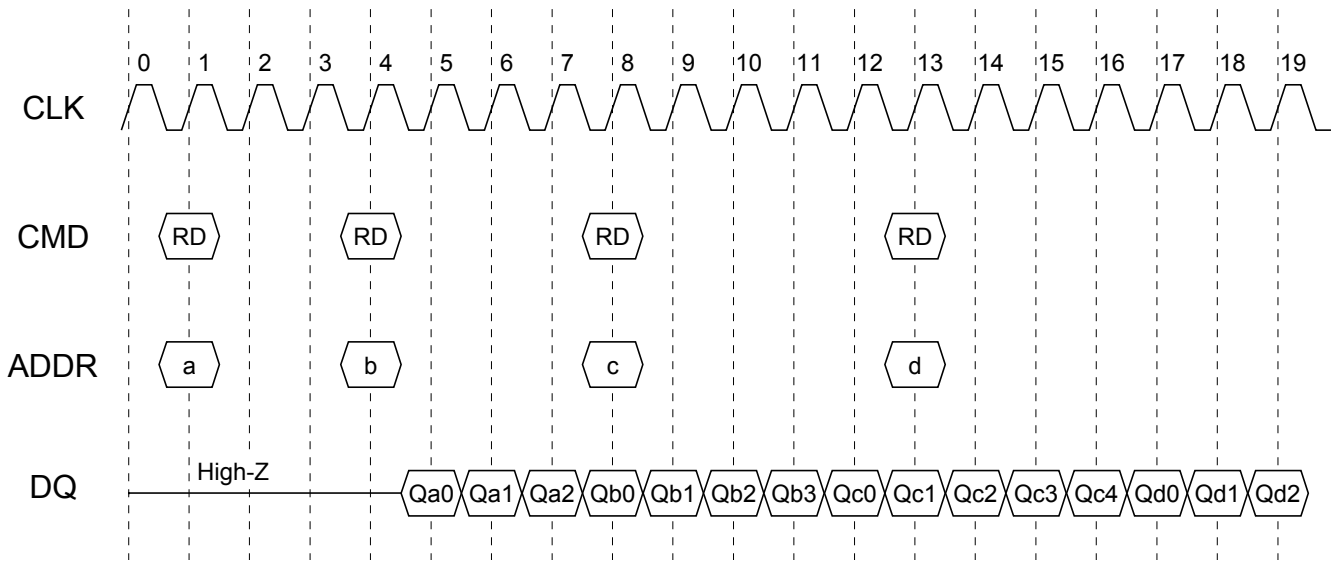 0 1 2 3 4 5 6 7 8 9 10 11 12 13 14 15 16 17 18 19
CLK
CMD RD RD RD RD
ADDR a b c d
High-Z
DQ Qa0 Qa1 Qa2 Qb0 Qb1 Qb2 Qb3 Qc0 Qc1 Qc2 Qc3 Qc4 Qd0 Qd1 Qd2